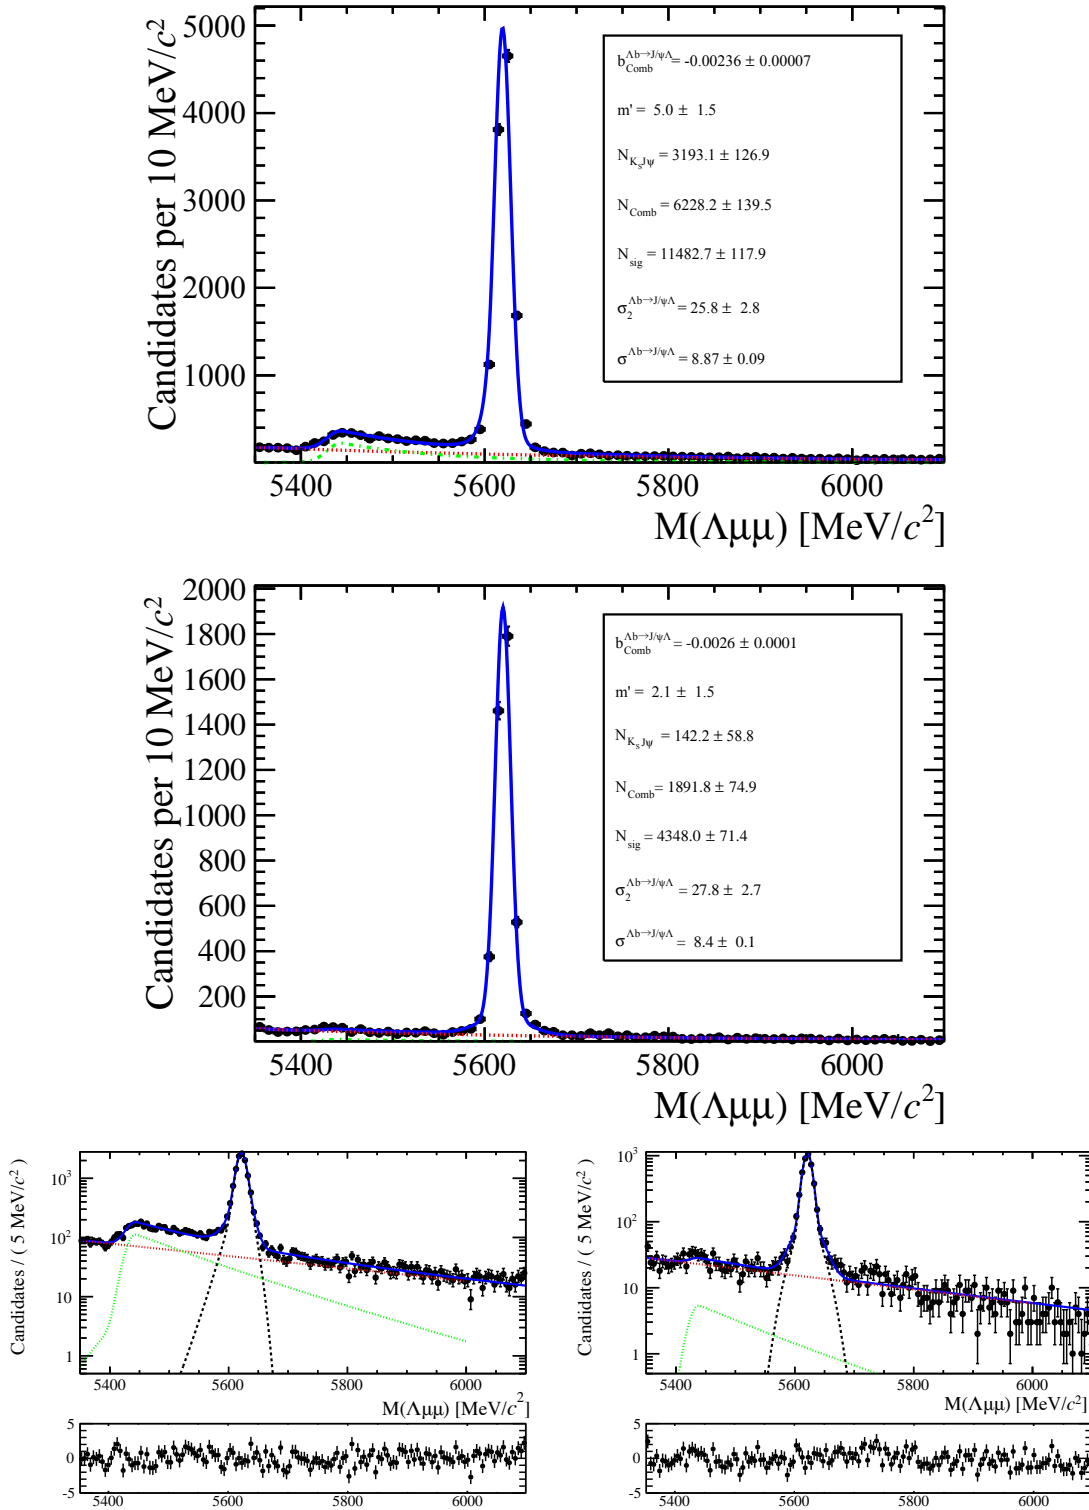 Candidates per 10 MeV/c²
5000
4000
3000
2000
1000
b_Comb^{Λb→J/ψΛ} = -0.00236 ± 0.00007
m' = 5.0 ± 1.5
N_{K_s Jψ} = 3193.1 ± 126.9
N_Comb = 6228.2 ± 139.5
N_sig = 11482.7 ± 117.9
σ_2^{Λb→J/ψΛ} = 25.8 ± 2.8
σ^{Λb→J/ψΛ} = 8.87 ± 0.09
5400 5600 5800 6000
M(Λμμ) [MeV/c²]
Candidates per 10 MeV/c²
2000
1800
1600
1400
1200
1000
800
600
400
200
b_Comb^{Λb→J/ψΛ} = -0.0026 ± 0.0001
m' = 2.1 ± 1.5
N_{K_s Jψ} = 142.2 ± 58.8
N_Comb = 1891.8 ± 74.9
N_sig = 4348.0 ± 71.4
σ_2^{Λb→J/ψΛ} = 27.8 ± 2.7
σ^{Λb→J/ψΛ} = 8.4 ± 0.1
5400 5600 5800 6000
M(Λμμ) [MeV/c²]
Candidates / ( 5 MeV/c² )
10³
10²
10
1
5400 5600 5800 6000
M(Λμμ) [MeV/c²]
5
0
-5
5400 5600 5800 6000
Candidates / ( 5 MeV/c² )
10³
10²
10
1
5400 5600 5800 6000
M(Λμμ) [MeV/c²]
5
0
-5
5400 5600 5800 6000